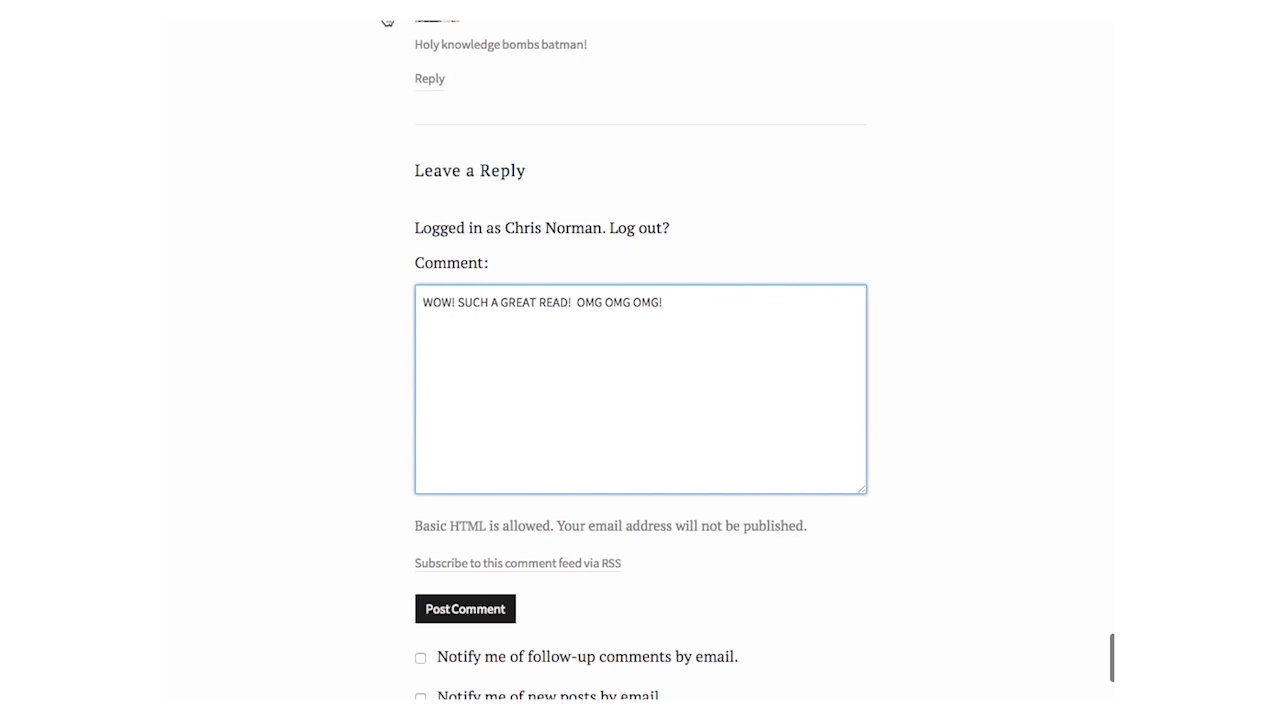 Holy knowledge bombs batman!
Reply
Leave a Reply
Logged in as Chris Norman. Log out?
Comment:
WOW! SUCH A GREAT READ!  OMG OMG OMG!
Basic HTML is allowed. Your email address will not be published.
Subscribe to this comment feed via RSS
Post Comment
Notify me of follow-up comments by email.
Notify me of new posts by email